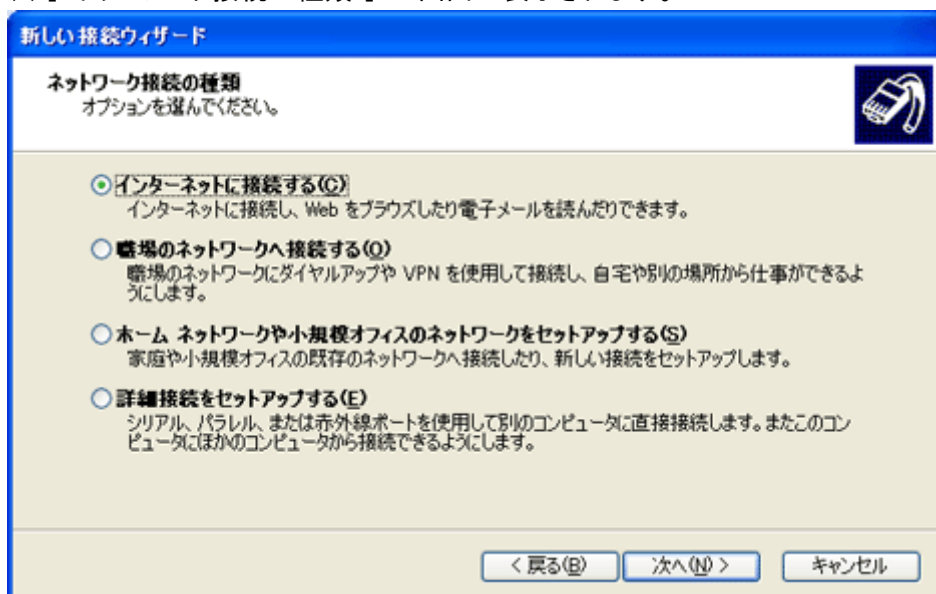 新しい接続ウィザード
ネットワーク接続の種類
オプションを選んでください。
インターネットに接続する(C)
インターネットに接続し、Web をブラウズしたり電子メールを読んだりできます。
職場のネットワークへ接続する(O)
職場のネットワークにダイヤルアップや VPN を使用して接続し、自宅や別の場所から仕事ができるよ
うにします。
ホーム ネットワークや小規模オフィスのネットワークをセットアップする(S)
家庭や小規模オフィスの既存のネットワークへ接続したり、新しい接続をセットアップします。
詳細接続をセットアップする(E)
シリアル、パラレル、または赤外線ポートを使用して別のコンピュータに直接接続します。またこのコン
ピュータにほかのコンピュータから接続できるようにします。
< 戻る(B) 次へ(N) > キャンセル